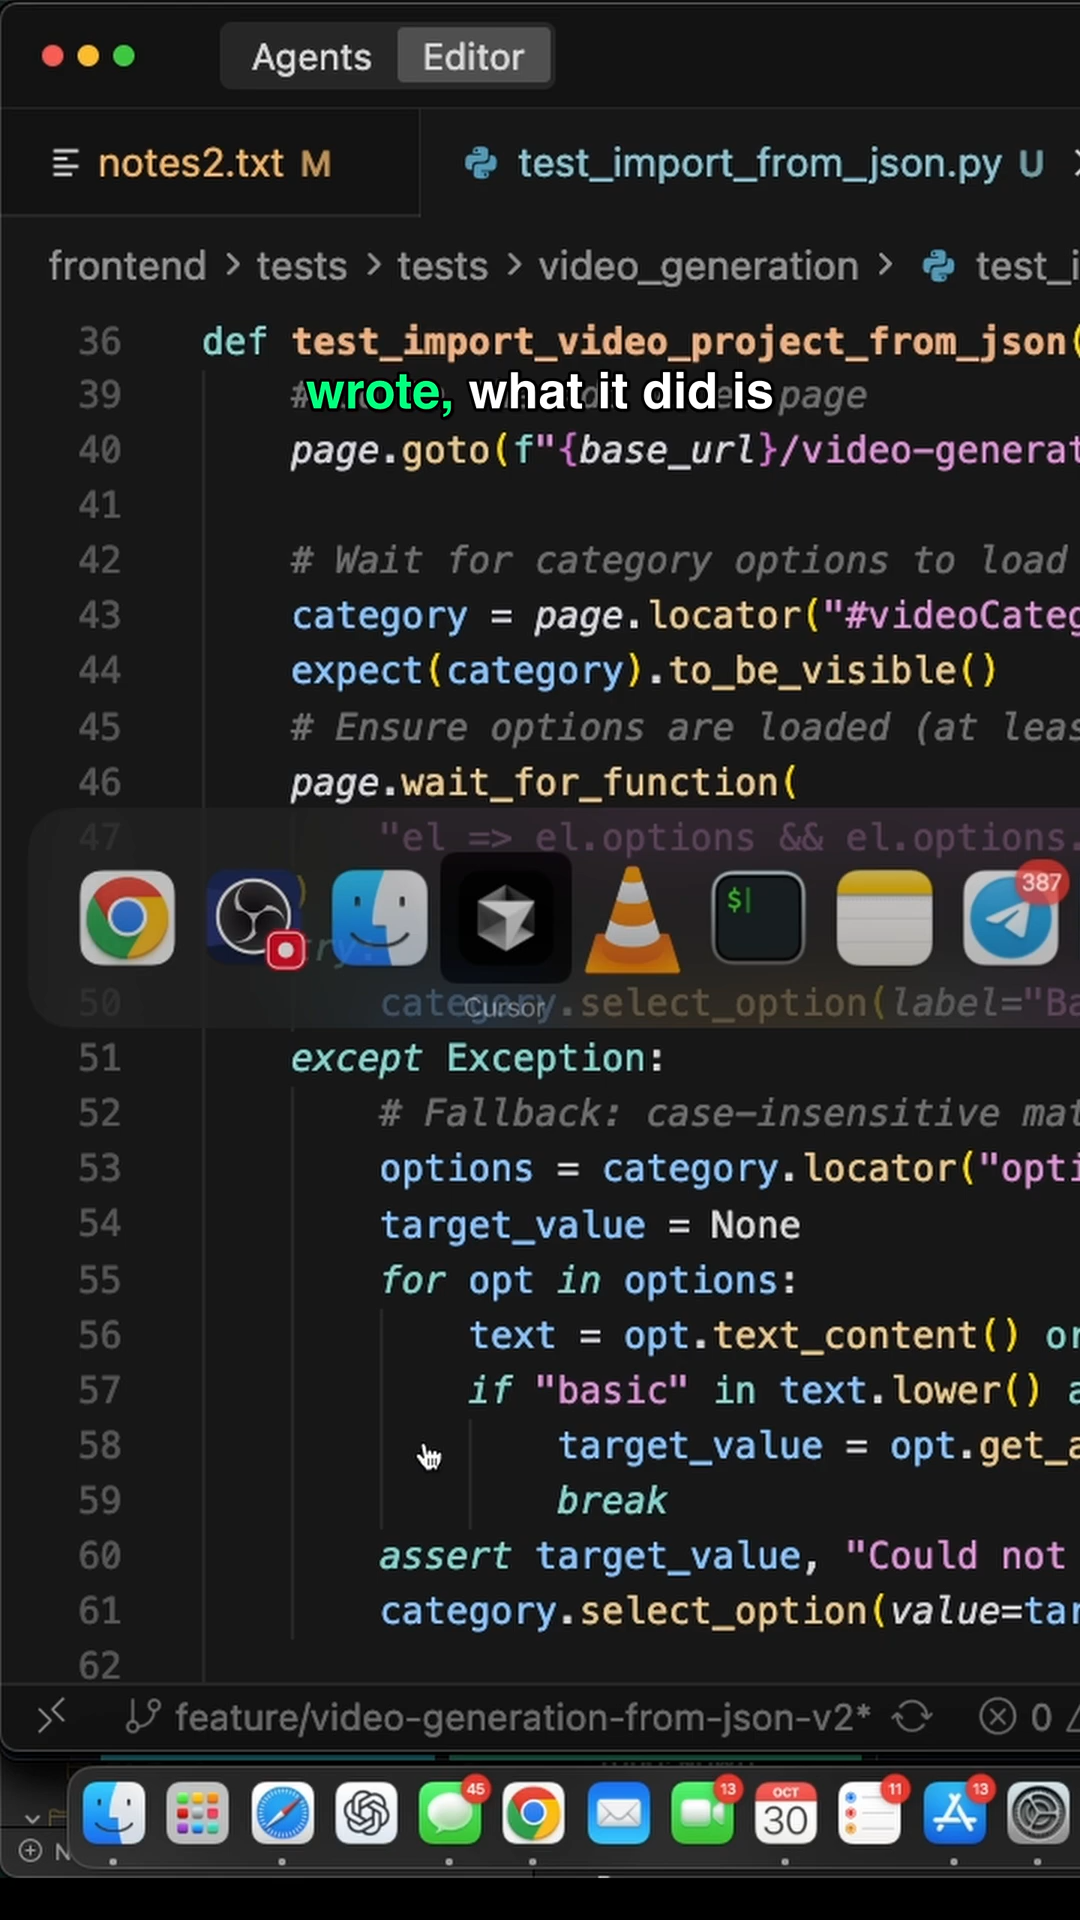 Agents Editor
notes2.txt M test_import_from_json.py U
frontend > tests > tests > video_generation > test_i
36 def test_import_video_project_from_json(
wrote, what it did is
39 # page
40 page.goto(f"{base_url}/video-generat
41
42 # Wait for category options to load
43 category = page.locator("#videoCateg
44 expect(category).to_be_visible()
45 # Ensure options are loaded (at leas
46 page.wait_for_function(
47 "el => el.options && el.options.
387
)
try:
Cursor
50 category.select_option(label="Ba
51 except Exception:
52 # Fallback: case-insensitive mat
53 options = category.locator("opti
54 target_value = None
55 for opt in options:
56 text = opt.text_content() or
57 if "basic" in text.lower() a
58 target_value = opt.get_a
59 break
60 assert target_value, "Could not
61 category.select_option(value=tar
62
feature/video-generation-from-json-v2* 0
45 13 OCT 30 11 13
N